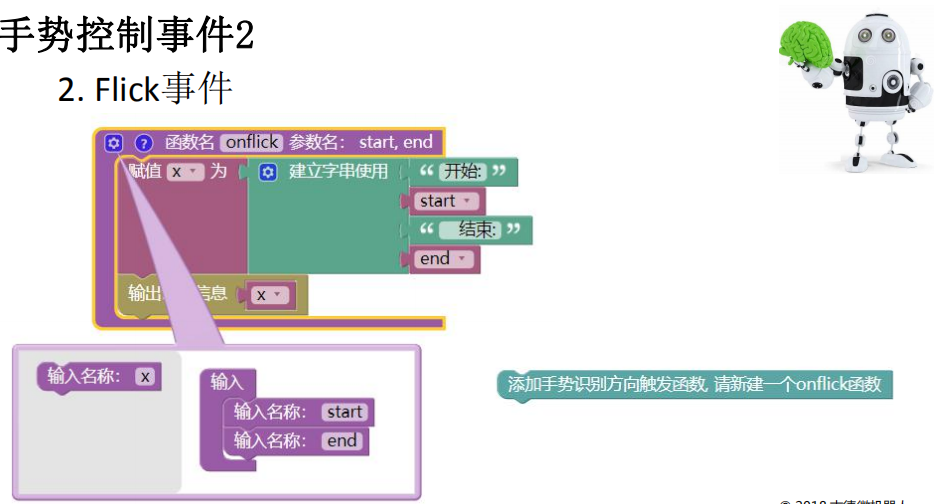 手势控制事件2
2. Flick事件
函数名 onflick 参数名: start, end
赋值 x 为 建立字串使用 “ 开始: ”
start
“ 结束: ”
end
输出 信息 x
输入名称: x
输入
输入名称: start
输入名称: end
添加手势识别方向触发函数, 请新建一个onflick函数